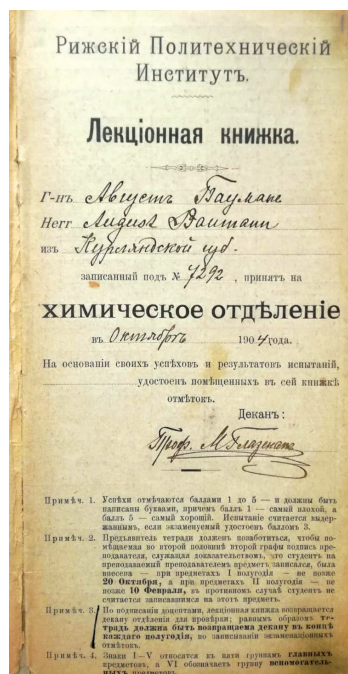 Рижскій Политехническій
Институтъ.
Лекціонная книжка.
Г-нъ Августъ Бауманъ
Herr August Baumann
изъ Курляндской губ.
записанный подъ № 7292, принятъ на
химическое отдѣленіе
въ Октябрѣ 1904 года.
На основаніи своихъ успѣховъ и результатовъ испытаній,
удостоен помѣщенныхъ въ сей книжкѣ
отмѣтокъ.
Деканъ:
Проф. М Глазенапъ
Примѣч. 1. Успѣхи отмѣчаются баллами 1 до 5 — и должны быть
написаны буквами, причемъ баллъ 1 — самый плохой, а
баллъ 5 — самый хорошій. Испытаніе считается выдер-
жаннымъ, если экзаменуемый удостоен балломъ 3.
Примѣч. 2. Предъявитель тетради долженъ позаботиться, чтобы по-
мѣщаемая во второй половинѣ второй графы подпись пре-
подавателя, служащая доказательствомъ, что студентъ на
преподаваемый преподавателемъ предметъ записался, была
внесена — при предметахъ I полугодія — не позже
20 Октября, а при предметахъ II полугодія — не
позже 10 Февраля, въ противномъ случаѣ студентъ не
считается записавшимся на этотъ предметъ.
Примѣч. 3. По подписаніи доцентами, лекціонная книжка возвращается
декану отдѣленія для провѣрки; равнымъ образомъ те-
традь должна быть возвращаема декану въ концѣ
каждаго полугодія, по записываніи экзаменаціонныхъ
отмѣтокъ.
Примѣч. 4. Знаки I—V относятся къ пяти группамъ главныхъ
предметовъ, а VI обозначаетъ группу вспомогатель-
ныхъ предметовъ.